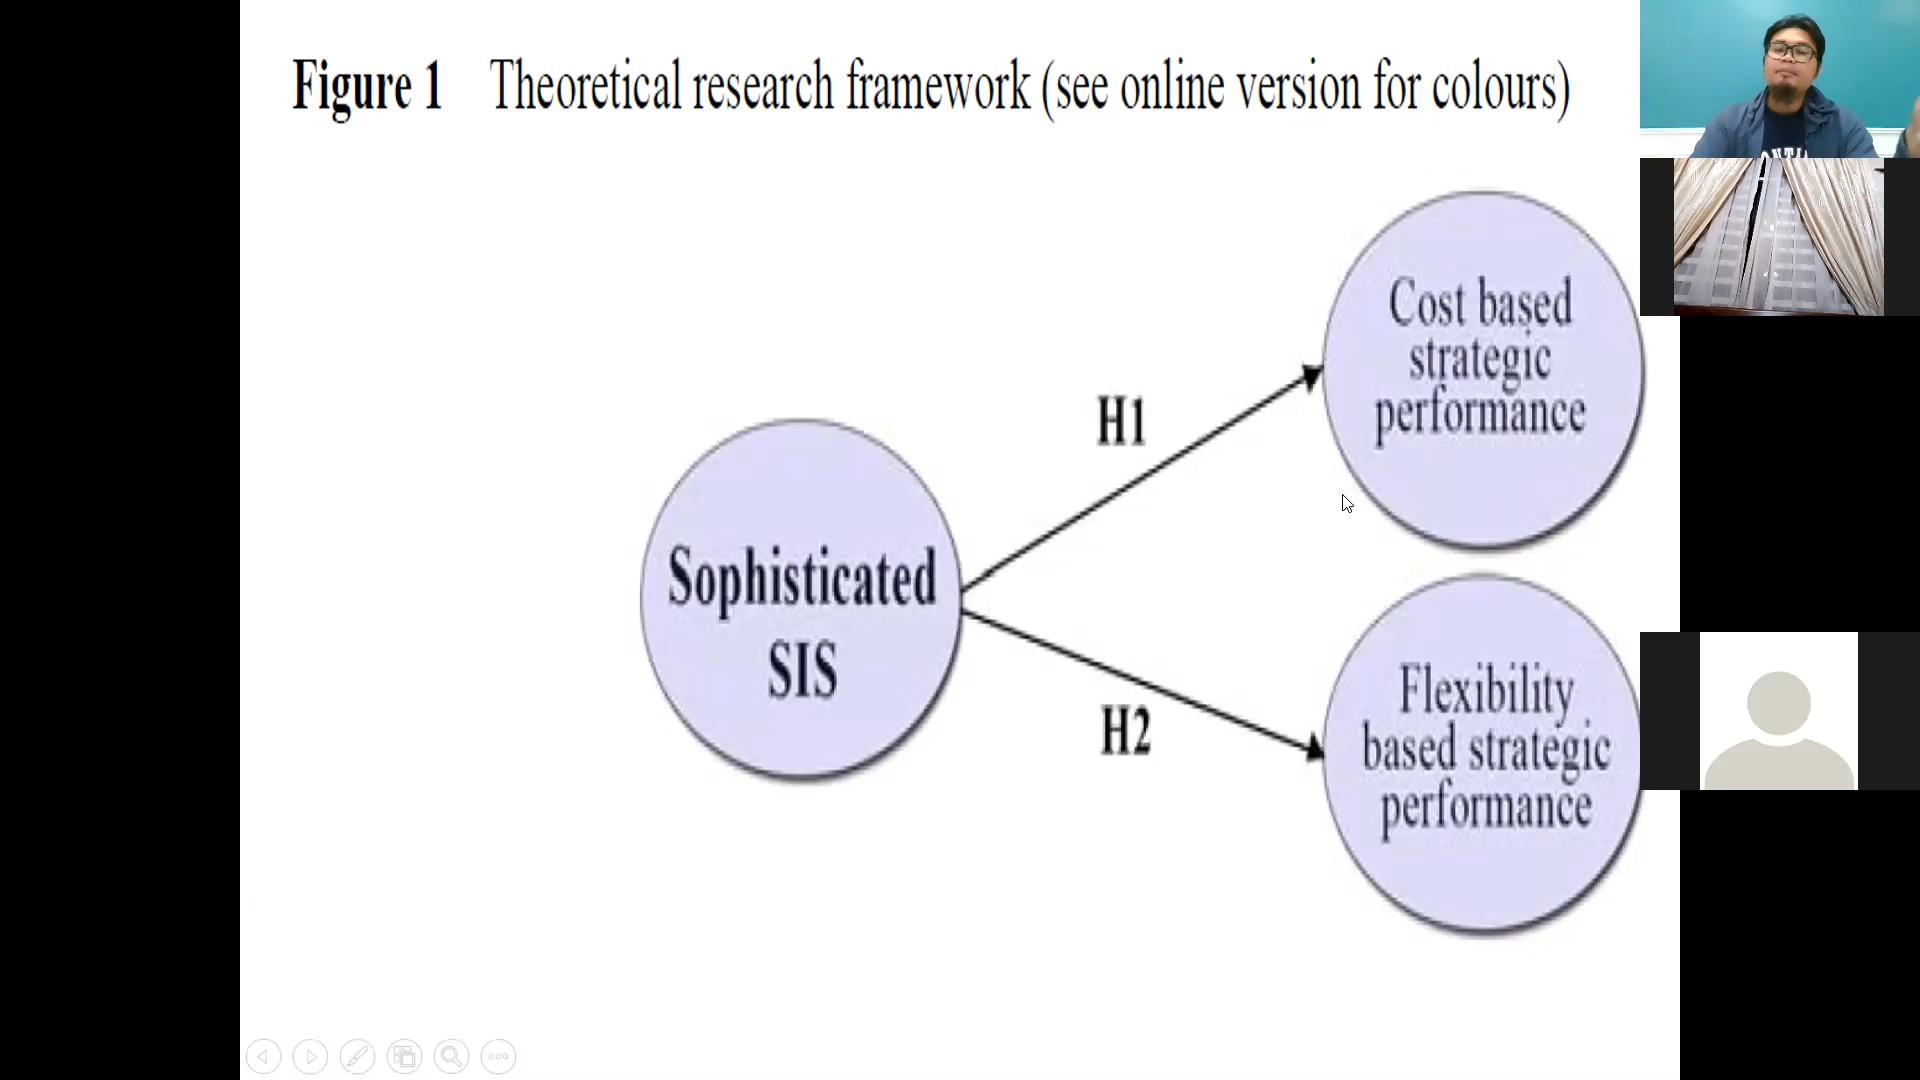 Figure 1 Theoretical research framework (see online version for colours)
Cost based
strategic
performance
H1
Sophisticated
SIS
H2
Flexibility
based strategic
performance